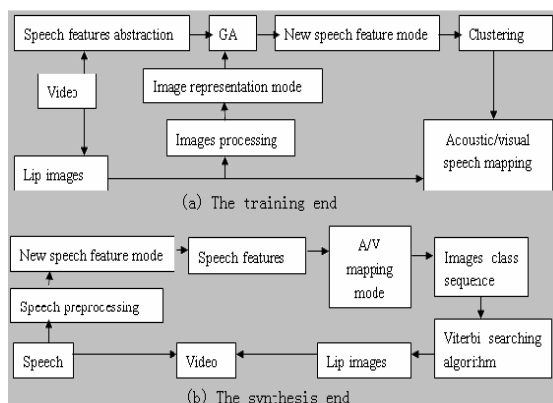 Speech features abstraction
GA
New speech feature mode
Clustering
Video
Image representation mode
Images processing
Acoustic/visual
speech mapping
Lip images
(a) The training end
New speech feature mode
Speech features
A/V
mapping
mode
Images class
sequence
Speech preprocessing
Viterbi searching
algorithm
Speech
Video
Lip images
(b) The synthesis end